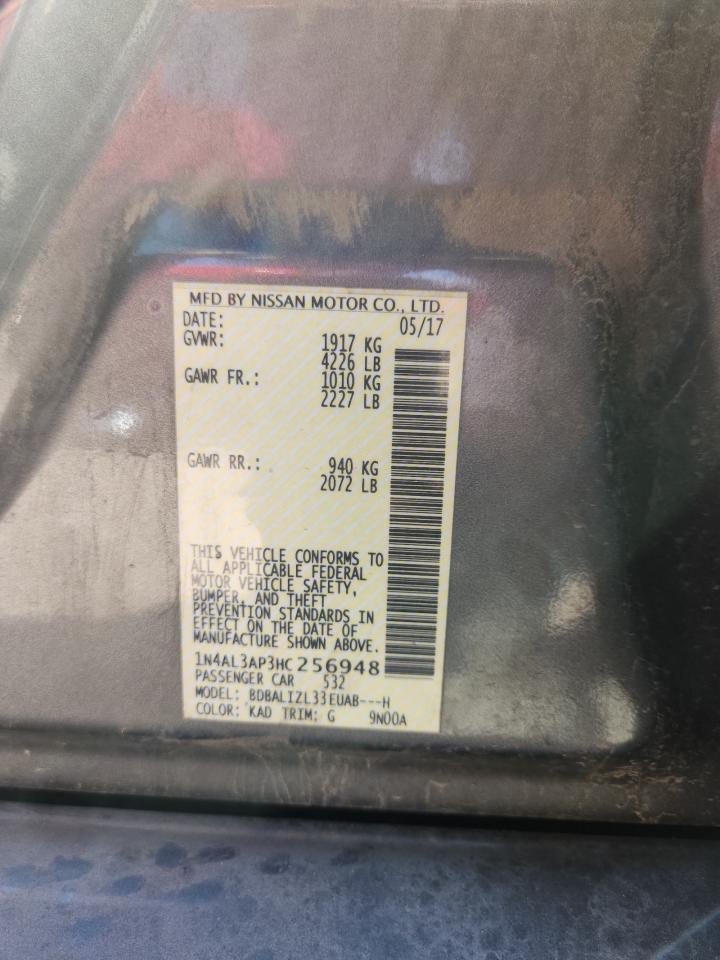 MFD BY NISSAN MOTOR CO., LTD.
DATE: 05/17
GVWR: 1917 KG
4226 LB
GAWR FR.: 1010 KG
2227 LB
GAWR RR.: 940 KG
2072 LB
THIS VEHICLE CONFORMS TO
ALL APPLICABLE FEDERAL
MOTOR VEHICLE SAFETY,
BUMPER, AND THEFT
PREVENTION STANDARDS IN
EFFECT ON THE DATE OF
MANUFACTURE SHOWN ABOVE.
1N4AL3AP3HC256948
PASSENGER CAR 532
MODEL: BDBALIZL33EUAB---H
COLOR: KAD TRIM: G 9N00A